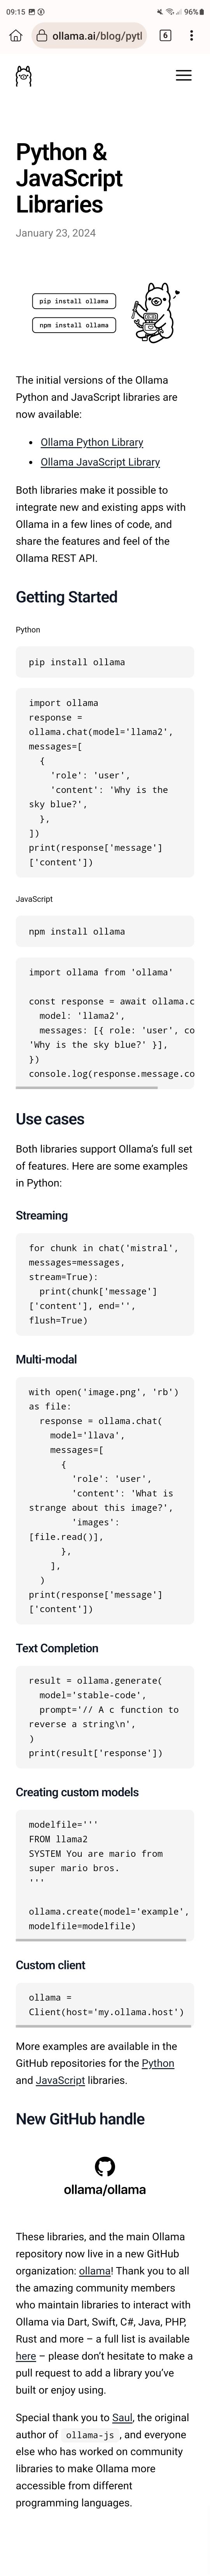 09:15
96%
ollama.ai/blog/pytl
6
Python &
JavaScript
Libraries
January 23, 2024
pip install ollama
npm install ollama
The initial versions of the Ollama
Python and JavaScript libraries are
now available:
• Ollama Python Library
• Ollama JavaScript Library
Both libraries make it possible to
integrate new and existing apps with
Ollama in a few lines of code, and
share the features and feel of the
Ollama REST API.
Getting Started
Python
pip install ollama
import ollama
response =
ollama.chat(model='llama2',
messages=[
  {
    'role': 'user',
    'content': 'Why is the
sky blue?',
  },
])
print(response['message']
['content'])
JavaScript
npm install ollama
import ollama from 'ollama'
const response = await ollama.c
  model: 'llama2',
  messages: [{ role: 'user', co
'Why is the sky blue?' }],
})
console.log(response.message.co
Use cases
Both libraries support Ollama's full set
of features. Here are some examples
in Python:
Streaming
for chunk in chat('mistral',
messages=messages,
stream=True):
  print(chunk['message']
['content'], end='',
flush=True)
Multi-modal
with open('image.png', 'rb')
as file:
  response = ollama.chat(
    model='llava',
    messages=[
      {
        'role': 'user',
        'content': 'What is
strange about this image?',
        'images':
[file.read()],
      },
    ],
  )
print(response['message']
['content'])
Text Completion
result = ollama.generate(
  model='stable-code',
  prompt='// A c function to
reverse a string\n',
)
print(result['response'])
Creating custom models
modelfile='''
FROM llama2
SYSTEM You are mario from
super mario bros.
'''
ollama.create(model='example',
modelfile=modelfile)
Custom client
ollama =
Client(host='my.ollama.host')
More examples are available in the
GitHub repositories for the Python
and JavaScript libraries.
New GitHub handle
ollama/ollama
These libraries, and the main Ollama
repository now live in a new GitHub
organization: ollama! Thank you to all
the amazing community members
who maintain libraries to interact with
Ollama via Dart, Swift, C#, Java, PHP,
Rust and more – a full list is available
here – please don't hesitate to make a
pull request to add a library you've
built or enjoy using.
Special thank you to Saul, the original
author of ollama-js, and everyone
else who has worked on community
libraries to make Ollama more
accessible from different
programming languages.